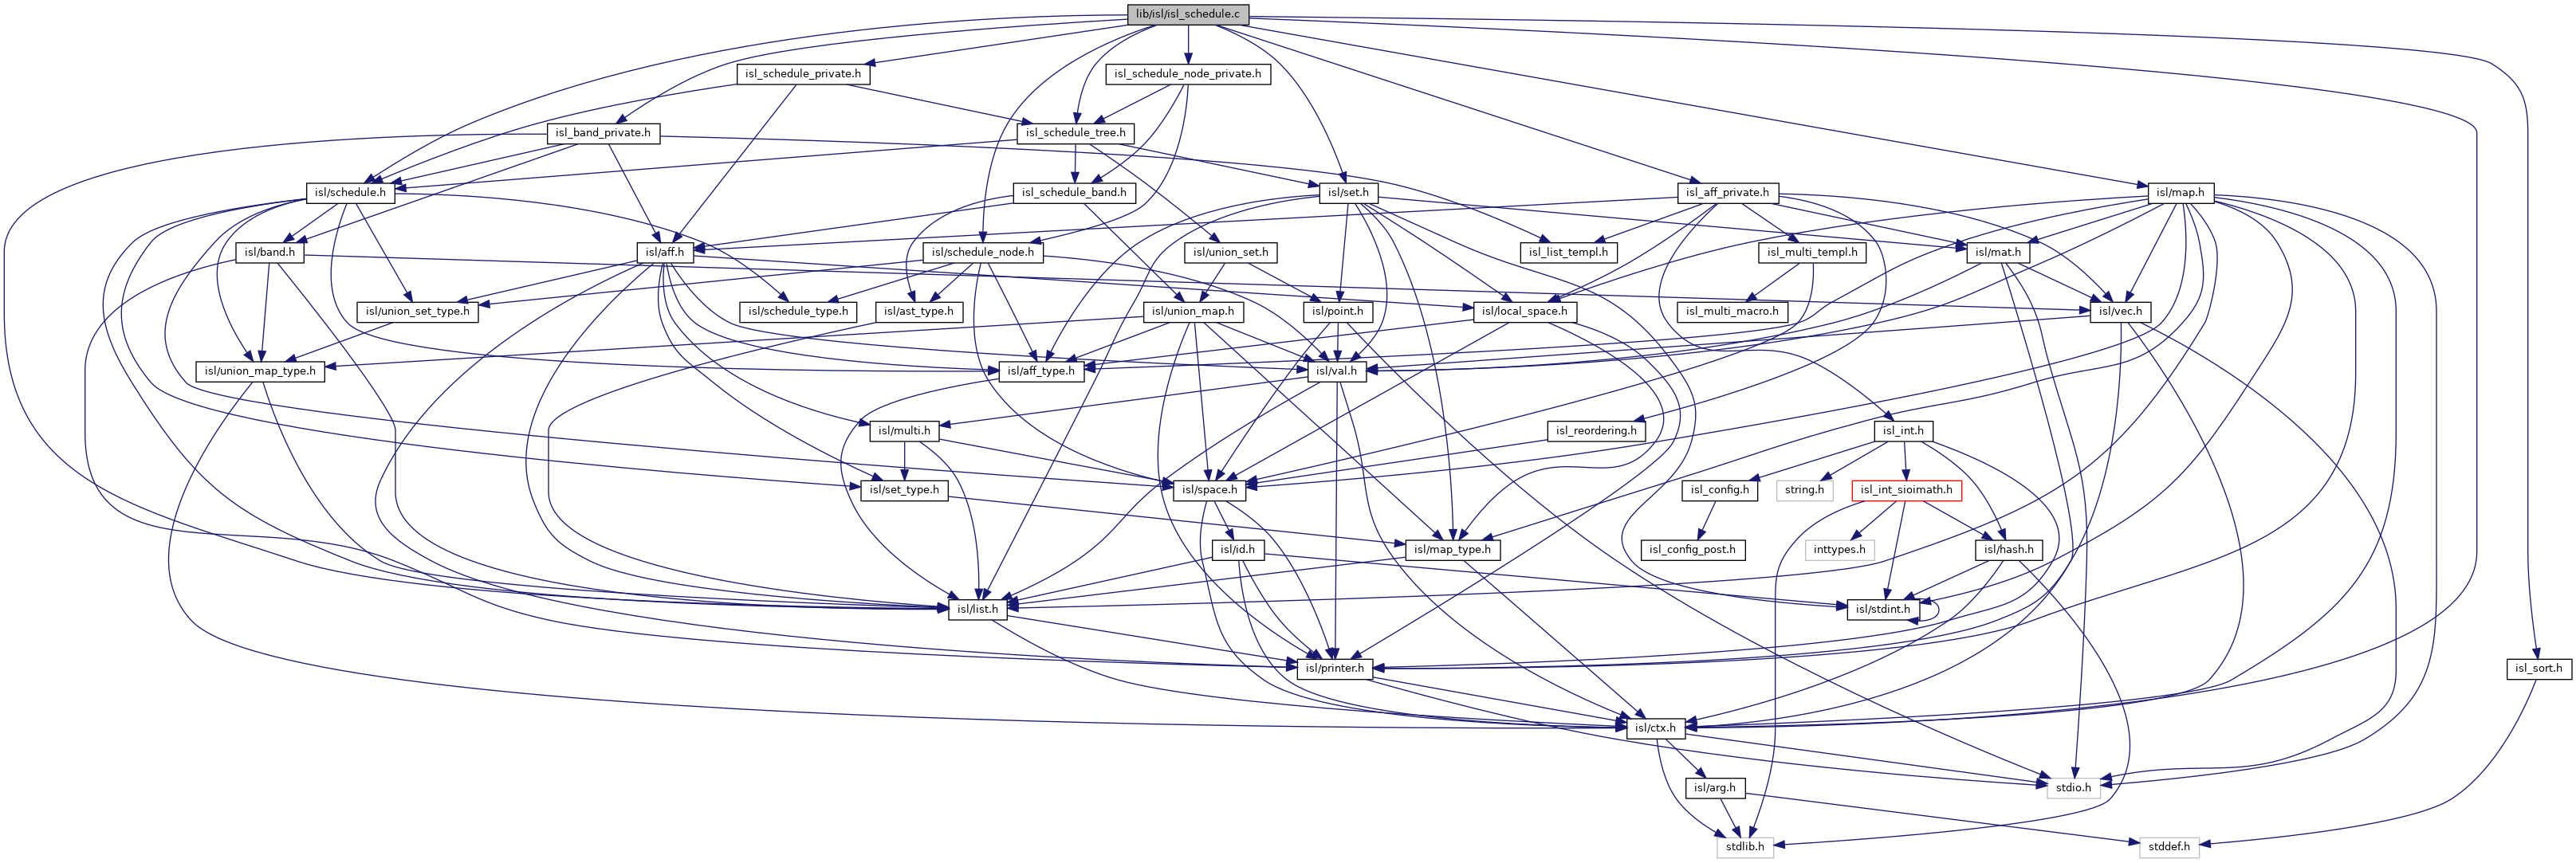 lib/isl/isl_schedule.c
isl_schedule_private.h
isl_schedule_node_private.h
isl_band_private.h
isl_schedule_tree.h
isl/schedule.h
isl_schedule_band.h
isl/set.h
isl_aff_private.h
isl/map.h
isl/band.h
isl/aff.h
isl/schedule_node.h
isl/union_set.h
isl_list_templ.h
isl_multi_templ.h
isl/mat.h
isl/union_set_type.h
isl/schedule_type.h
isl/ast_type.h
isl/union_map.h
isl/point.h
isl/local_space.h
isl_multi_macro.h
isl/vec.h
isl/union_map_type.h
isl/aff_type.h
isl/val.h
isl/multi.h
isl_reordering.h
isl_int.h
isl/set_type.h
isl/space.h
isl_config.h
string.h
isl_int_sioimath.h
isl/id.h
isl/map_type.h
isl_config_post.h
inttypes.h
isl/hash.h
isl/list.h
isl/stdint.h
isl/printer.h
isl_sort.h
isl/ctx.h
isl/arg.h
stdio.h
stdlib.h
stddef.h